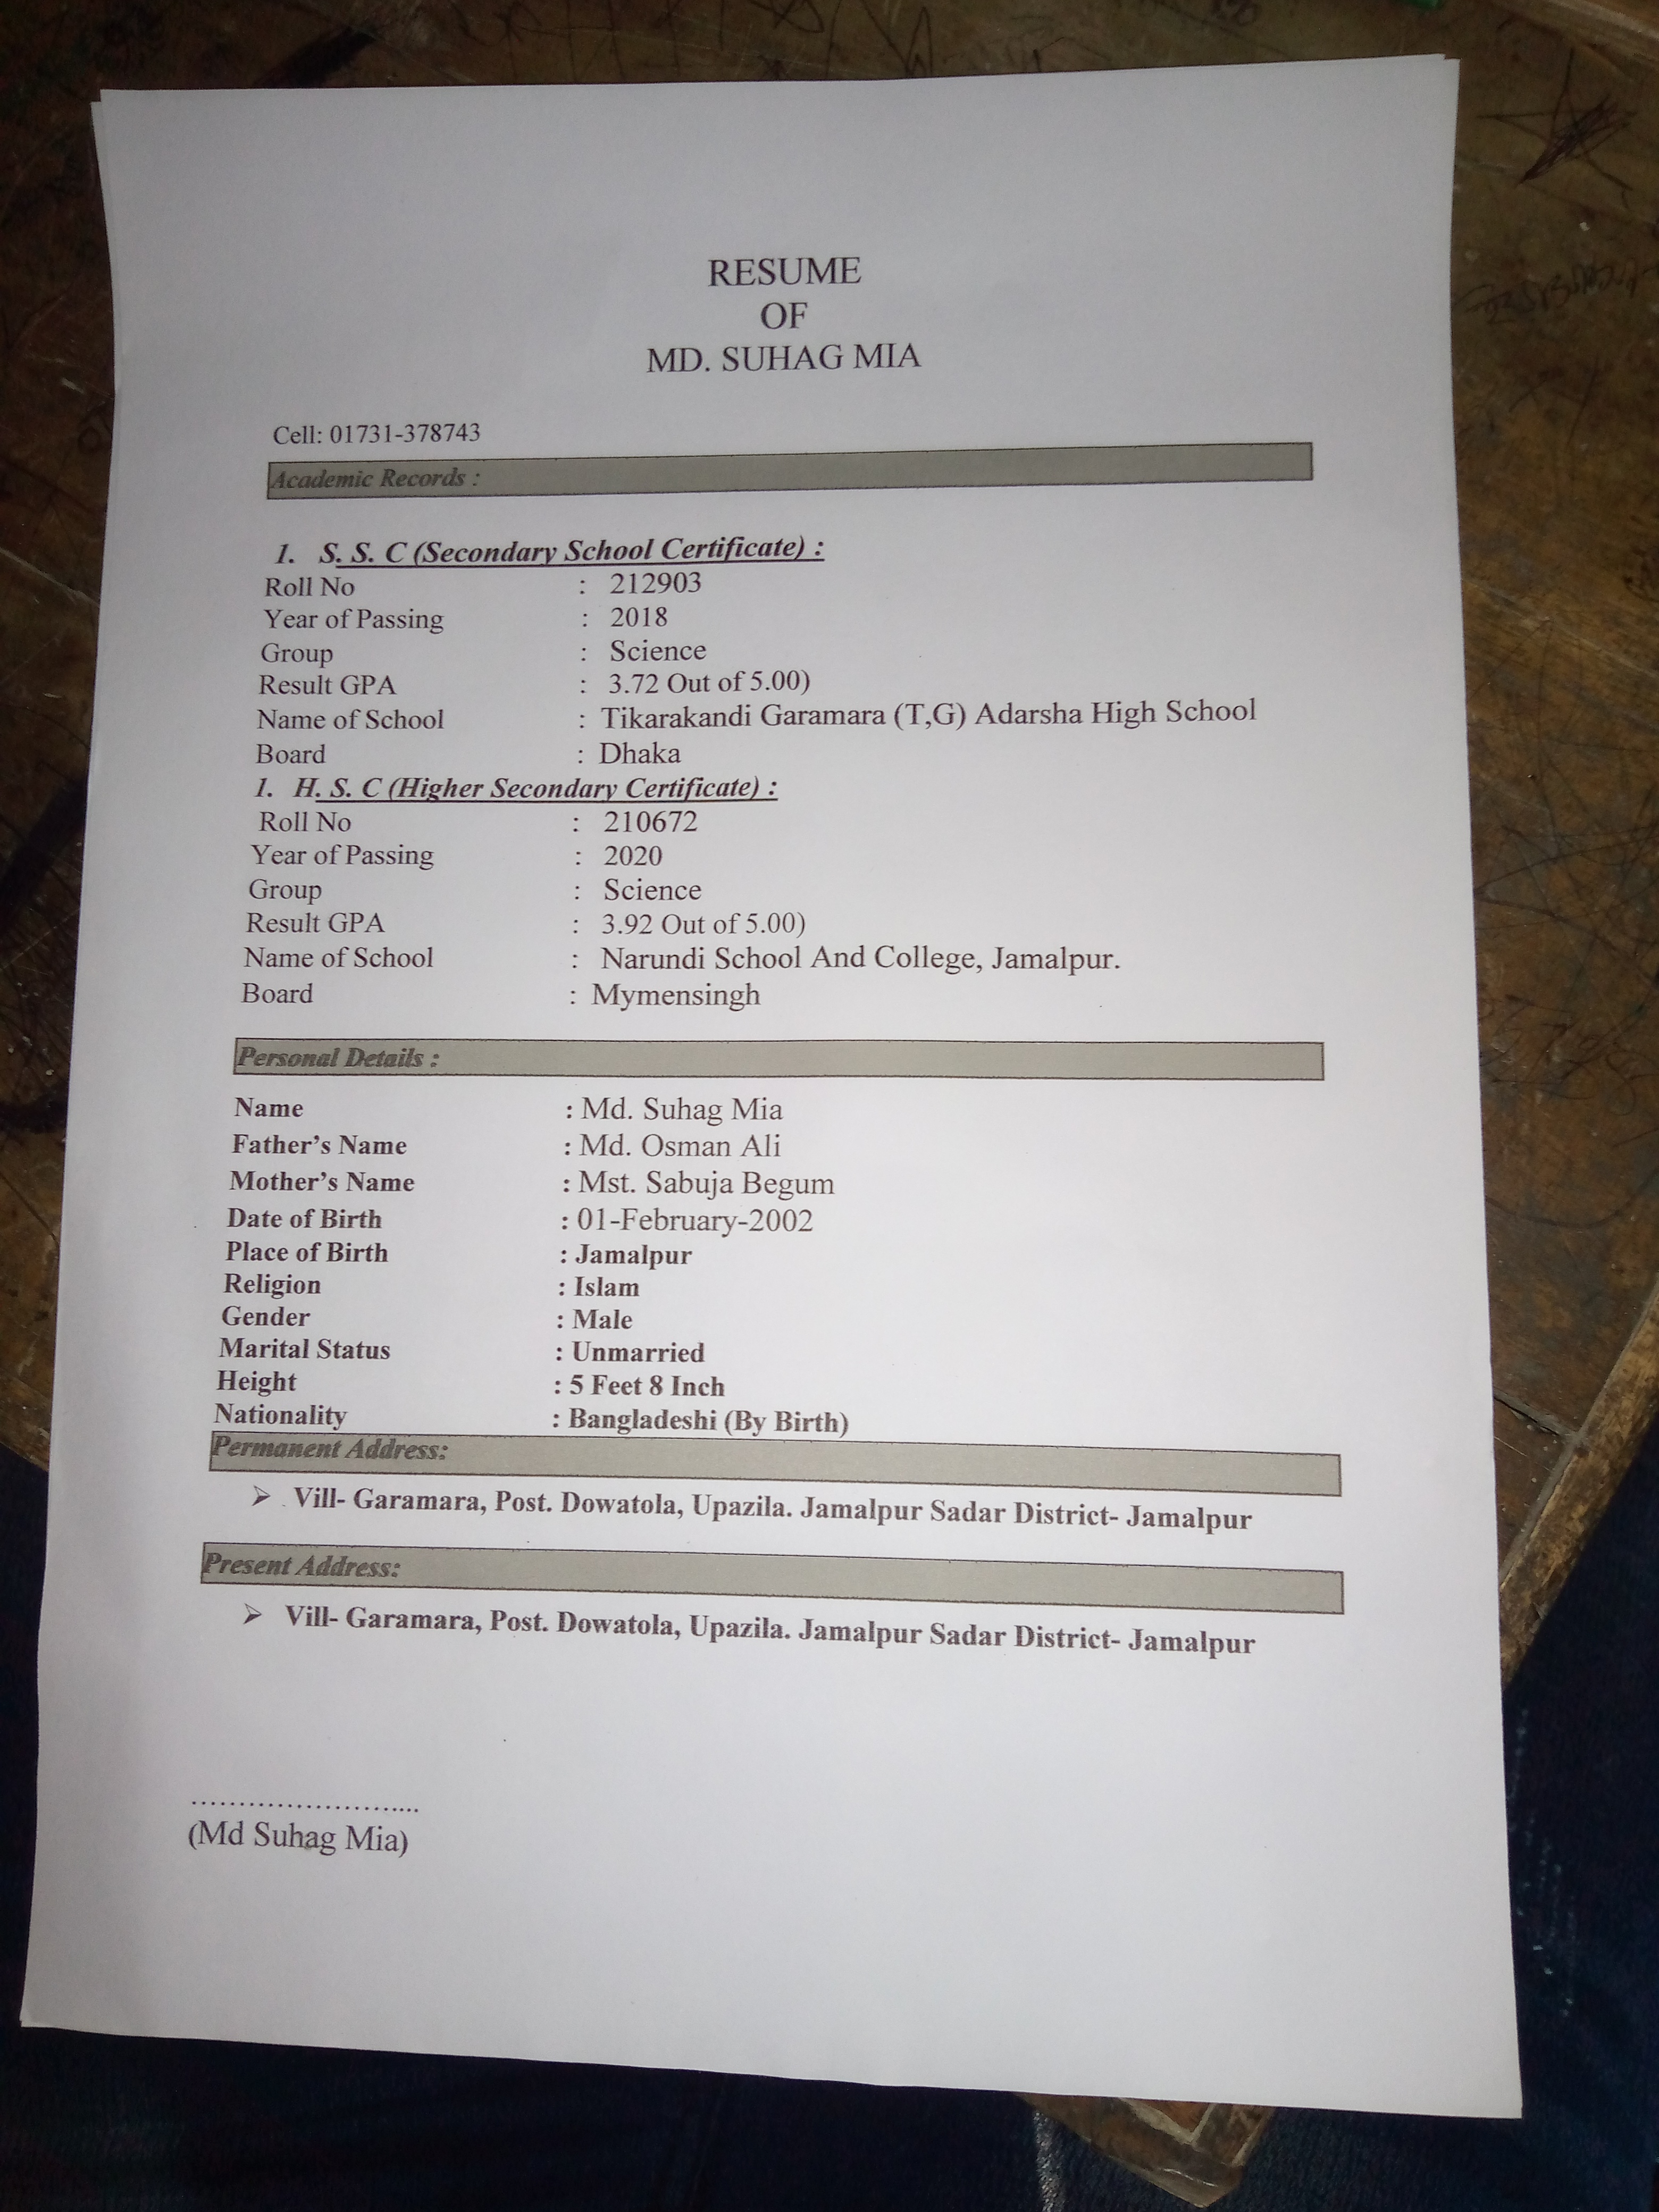 RESUME
OF
MD. SUHAG MIA
Cell: 01731-378743
Academic Records :
1. S. S. C (Secondary School Certificate) :
Roll No : 212903
Year of Passing : 2018
Group : Science
Result GPA : 3.72 Out of 5.00)
Name of School : Tikarakandi Garamara (T,G) Adarsha High School
Board : Dhaka
1. H. S. C (Higher Secondary Certificate) :
Roll No : 210672
Year of Passing : 2020
Group : Science
Result GPA : 3.92 Out of 5.00)
Name of School : Narundi School And College, Jamalpur.
Board : Mymensingh
Personal Details :
Name : Md. Suhag Mia
Father's Name : Md. Osman Ali
Mother's Name : Mst. Sabuja Begum
Date of Birth : 01-February-2002
Place of Birth : Jamalpur
Religion : Islam
Gender : Male
Marital Status : Unmarried
Height : 5 Feet 8 Inch
Nationality : Bangladeshi (By Birth)
Permanent Address:
➢ Vill- Garamara, Post. Dowatola, Upazila. Jamalpur Sadar District- Jamalpur
Present Address:
➢ Vill- Garamara, Post. Dowatola, Upazila. Jamalpur Sadar District- Jamalpur
............................
(Md Suhag Mia)